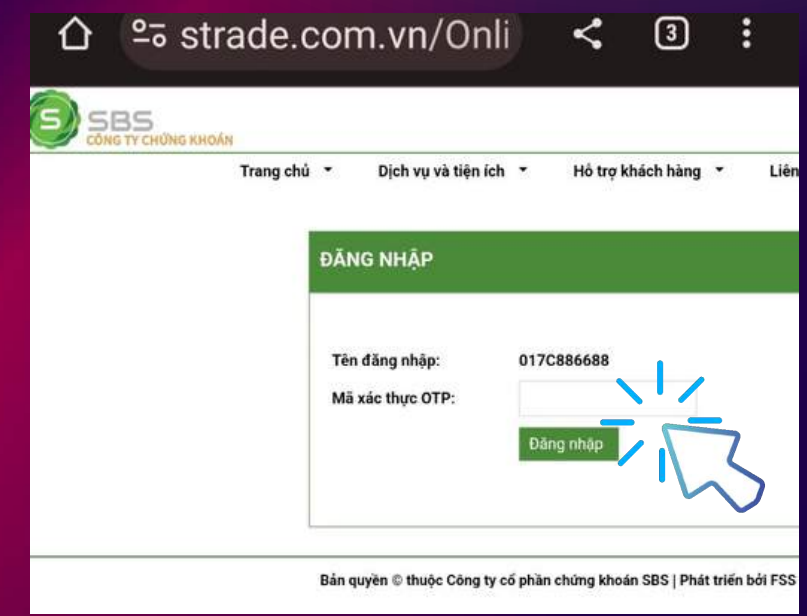 strade.com.vn/Onli
3
S
SBS
CÔNG TY CHỨNG KHOÁN
Trang chủ Dịch vụ và tiện ích Hỗ trợ khách hàng Liên
ĐĂNG NHẬP
Tên đăng nhập: 017C886688
Mã xác thực OTP:
Đăng nhập
Bản quyền © thuộc Công ty cổ phần chứng khoán SBS | Phát triển bởi FSS